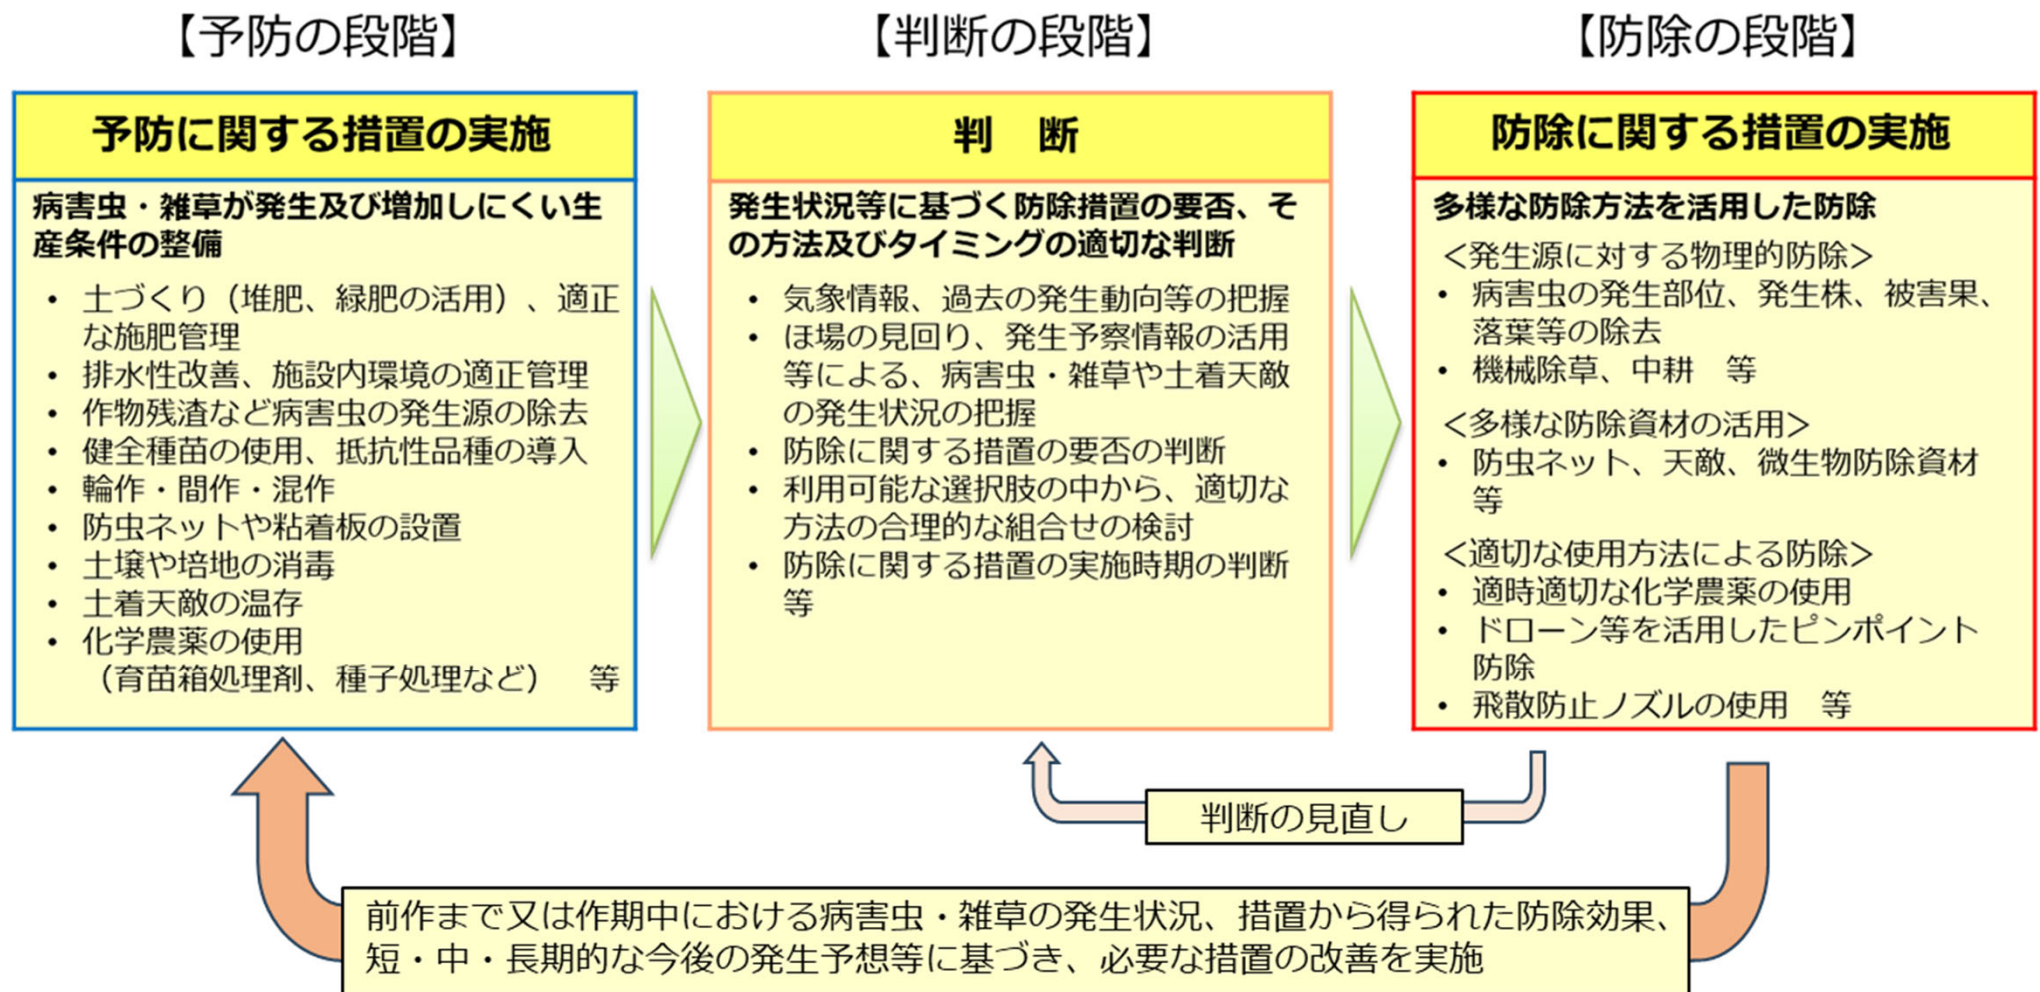 【予防の段階】
予防に関する措置の実施
病害虫・雑草が発生及び増加しにくい生
産条件の整備
• 土づくり（堆肥、緑肥の活用）、適正
な施肥管理
• 排水性改善、施設内環境の適正管理
• 作物残渣など病害虫の発生源の除去
• 健全種苗の使用、抵抗性品種の導入
• 輪作・間作・混作
• 防虫ネットや粘着板の設置
• 土壌や培地の消毒
• 土着天敵の温存
• 化学農薬の使用
（育苗箱処理剤、種子処理など）　等
【判断の段階】
判　断
発生状況等に基づく防除措置の要否、そ
の方法及びタイミングの適切な判断
• 気象情報、過去の発生動向等の把握
• ほ場の見回り、発生予察情報の活用
等による、病害虫・雑草や土着天敵
の発生状況の把握
• 防除に関する措置の要否の判断
• 利用可能な選択肢の中から、適切な
方法の合理的な組合せの検討
• 防除に関する措置の実施時期の判断
等
【防除の段階】
防除に関する措置の実施
多様な防除方法を活用した防除
＜発生源に対する物理的防除＞
• 病害虫の発生部位、発生株、被害果、
落葉等の除去
• 機械除草、中耕　等
＜多様な防除資材の活用＞
• 防虫ネット、天敵、微生物防除資材
等
＜適切な使用方法による防除＞
• 適時適切な化学農薬の使用
• ドローン等を活用したピンポイント
防除
• 飛散防止ノズルの使用　等
判断の見直し
前作まで又は作期中における病害虫・雑草の発生状況、措置から得られた防除効果、
短・中・長期的な今後の発生予想等に基づき、必要な措置の改善を実施